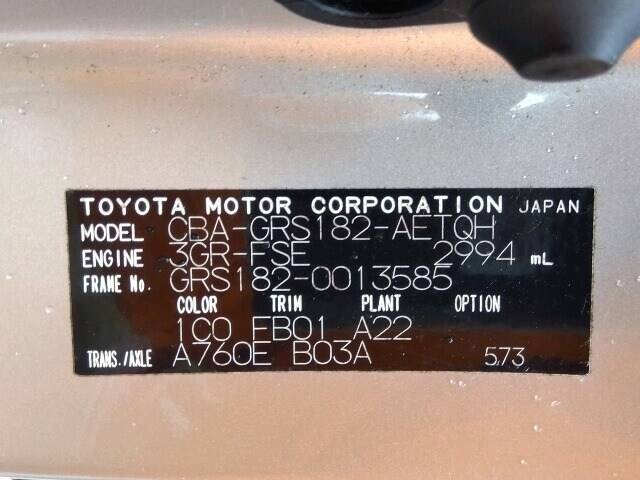 TOYOTA MOTOR CORPORATION JAPAN
MODEL CBA-GRS182-AETQH
ENGINE 3GR-FSE 2994 mL
FRAME No. GRS182-0013585
COLOR TRIM PLANT OPTION
1C0 FB01 A22
TRANS./AXLE A760E B03A 573